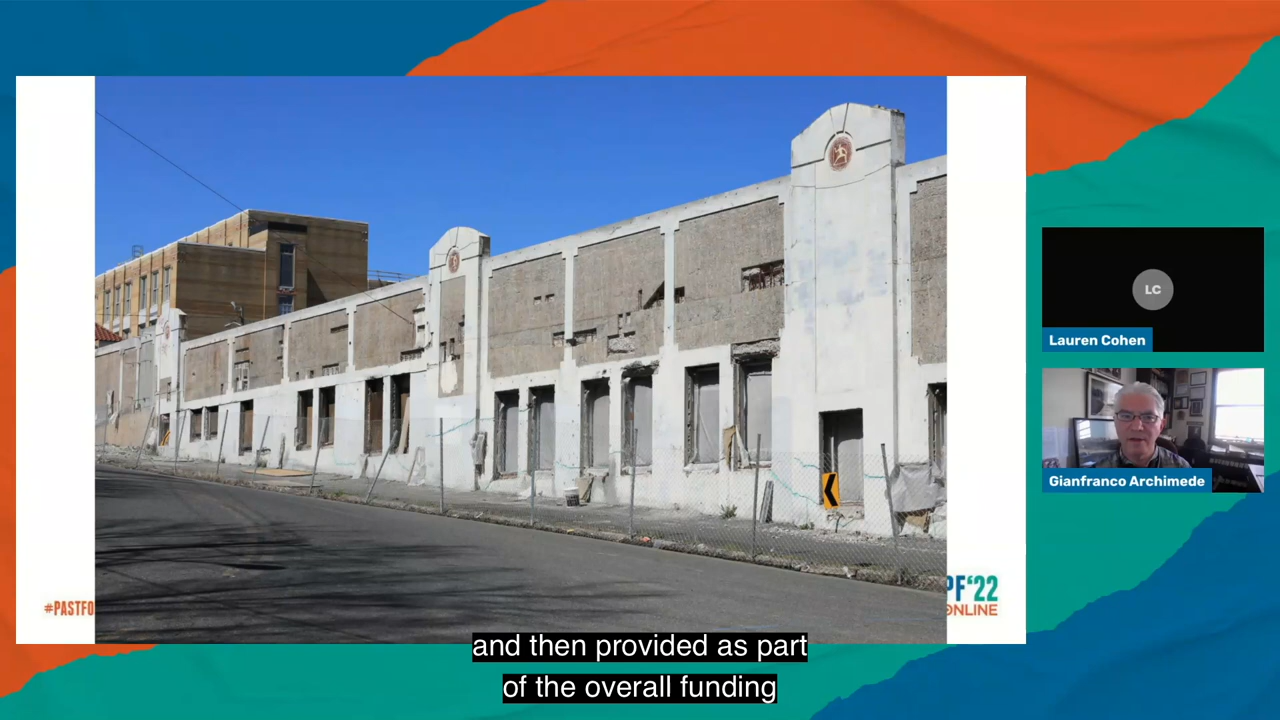 LC
Lauren Cohen
Gianfranco Archimede
#PASTFO
PF'22
ONLINE
and then provided as part
of the overall funding